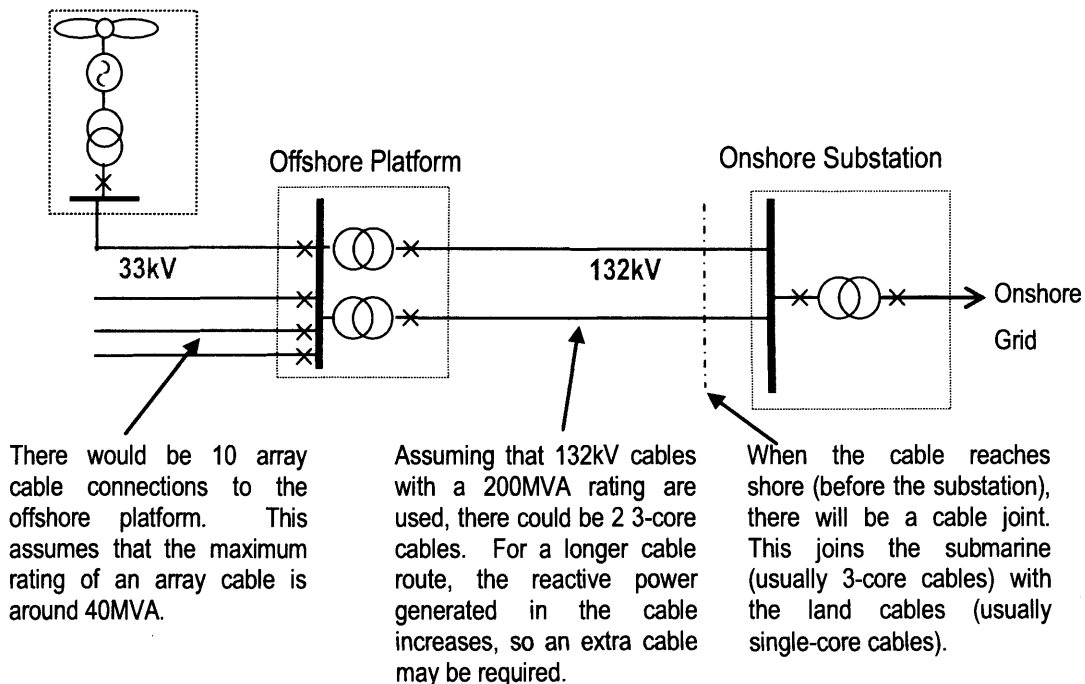 Offshore Platform
Onshore Substation
33kV
132kV
Onshore
Grid
There would be 10 array
cable connections to the
offshore platform. This
assumes that the maximum
rating of an array cable is
around 40MVA.
Assuming that 132kV cables
with a 200MVA rating are
used, there could be 2 3-core
cables. For a longer cable
route, the reactive power
generated in the cable
increases, so an extra cable
may be required.
When the cable reaches
shore (before the substation),
there will be a cable joint.
This joins the submarine
(usually 3-core cables) with
the land cables (usually
single-core cables).